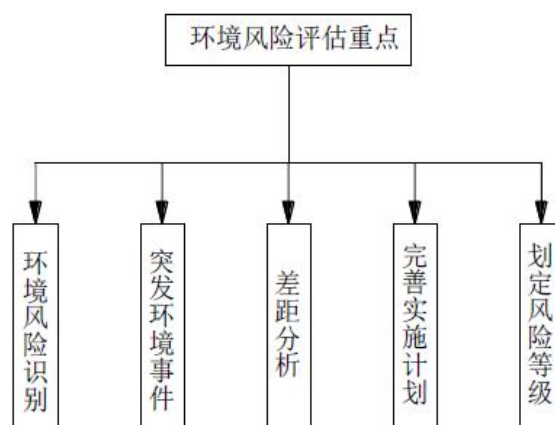 环境风险评估重点
环境风险识别
突发环境事件
差距分析
完善实施计划
划定风险等级